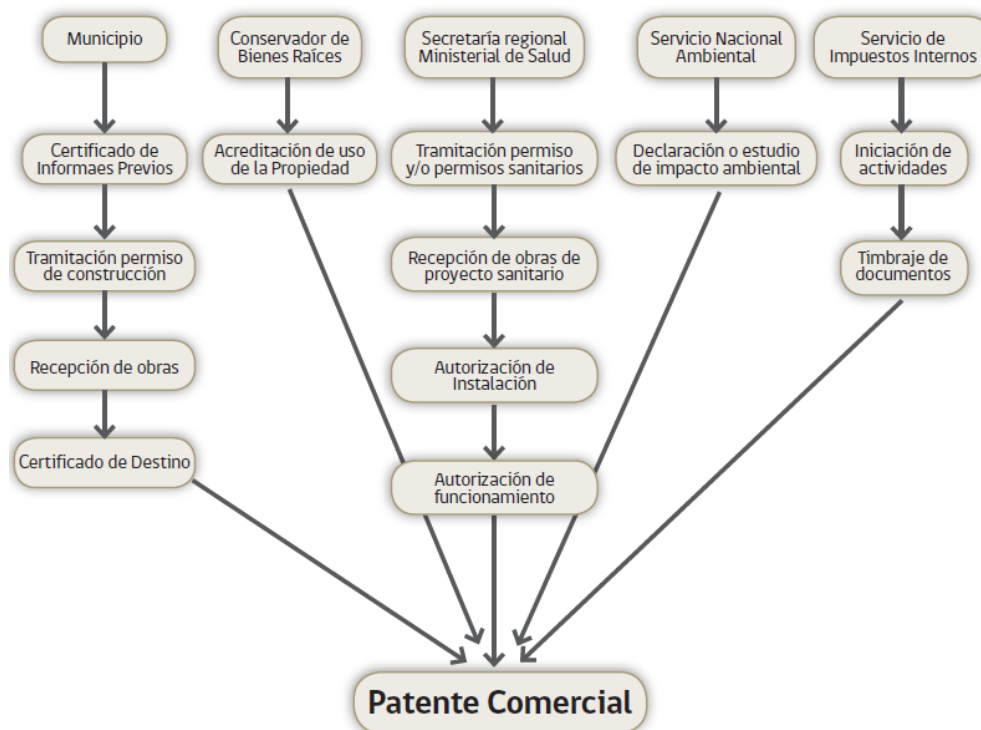 Municipio
Conservador de
Bienes Raíces
Secretaría regional
Ministerial de Salud
Servicio Nacional
Ambiental
Servicio de
Impuestos Internos
Certificado de
Informaes Previos
Acreditación de uso
de la Propiedad
Tramitación permiso
y/o permisos sanitarios
Declaración o estudio
de impacto ambiental
Iniciación de
actividades
Tramitación permiso
de construcción
Recepción de obras de
proyecto sanitario
Timbraje de
documentos
Recepción de obras
Autorización de
Instalación
Certificado de Destino
Autorización de
funcionamiento
Patente Comercial